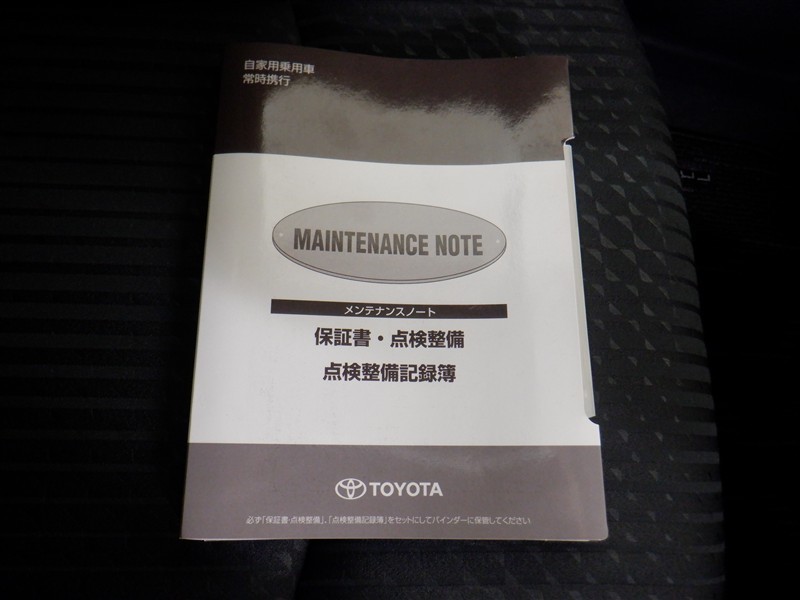 自家用乗用車
常時携行
MAINTENANCE NOTE
メンテナンスノート
保証書・点検整備
点検整備記録簿
TOYOTA
必ず「保証書・点検整備」、「点検整備記録簿」をセットにしてバインダーに保管してください